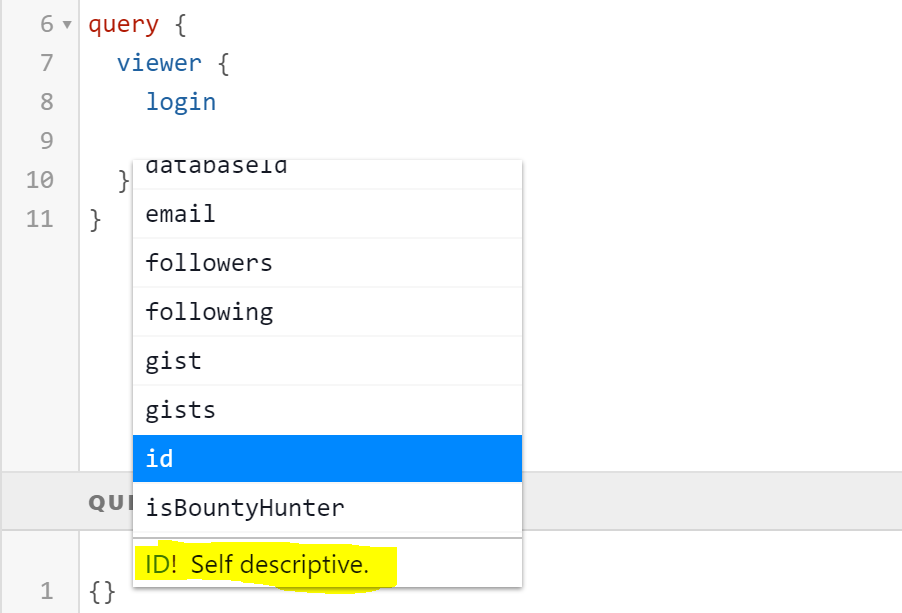 6 query {
7 viewer {
8 login
9
10 }
11 }
databaseId
email
followers
following
gist
gists
id
isBountyHunter
ID! Self descriptive.
QU
1 {}